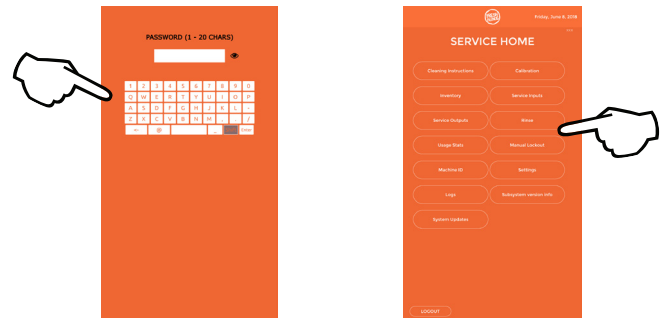 PASSWORD (1 - 20 CHARS)
1 2 3 4 5 6 7 8 9 0
Q W E R T Y U I O P
A S D F G H J K L -
Z X C V B N M , . /
@ _ Enter
Friday, June 8, 2018
SERVICE HOME
Cleaning Instructions Calibration
Inventory Service Inputs
Service Outputs Rinse
Usage Stats Manual Lockout
Machine ID Settings
Logs Subsystem version info
System Updates
LOGOUT